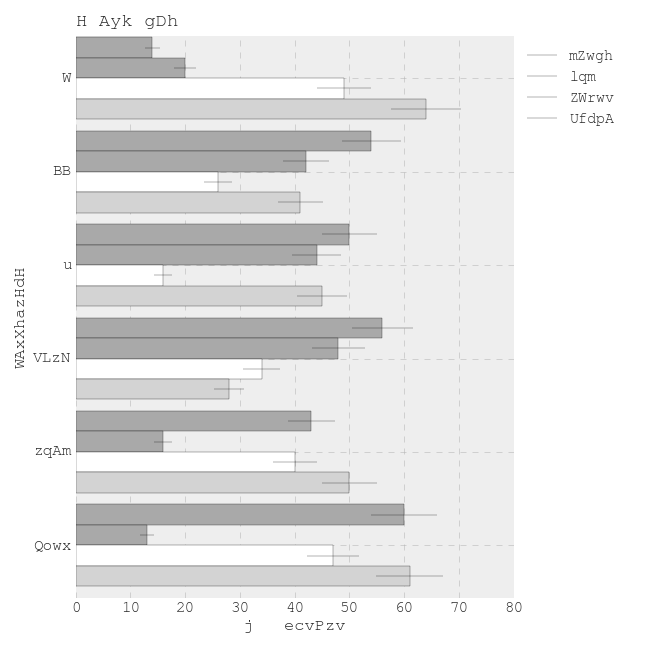 H Ayk gDh
mZwgh
lqm
ZWrwv
UfdpA
W
BB
u
VLzN
zqAm
Qowx
WAxXhazHdH
0 10 20 30 40 50 60 70 80
j ecvPzv